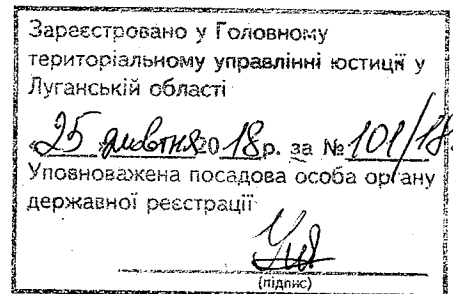 Зареєстровано у Головному
територіальному управлінні юстиції у
Луганській області
«25 жовтня 2018 р. за № 101/18.
Уповноважена посадова особа органу
державної реєстрації
(підпис)